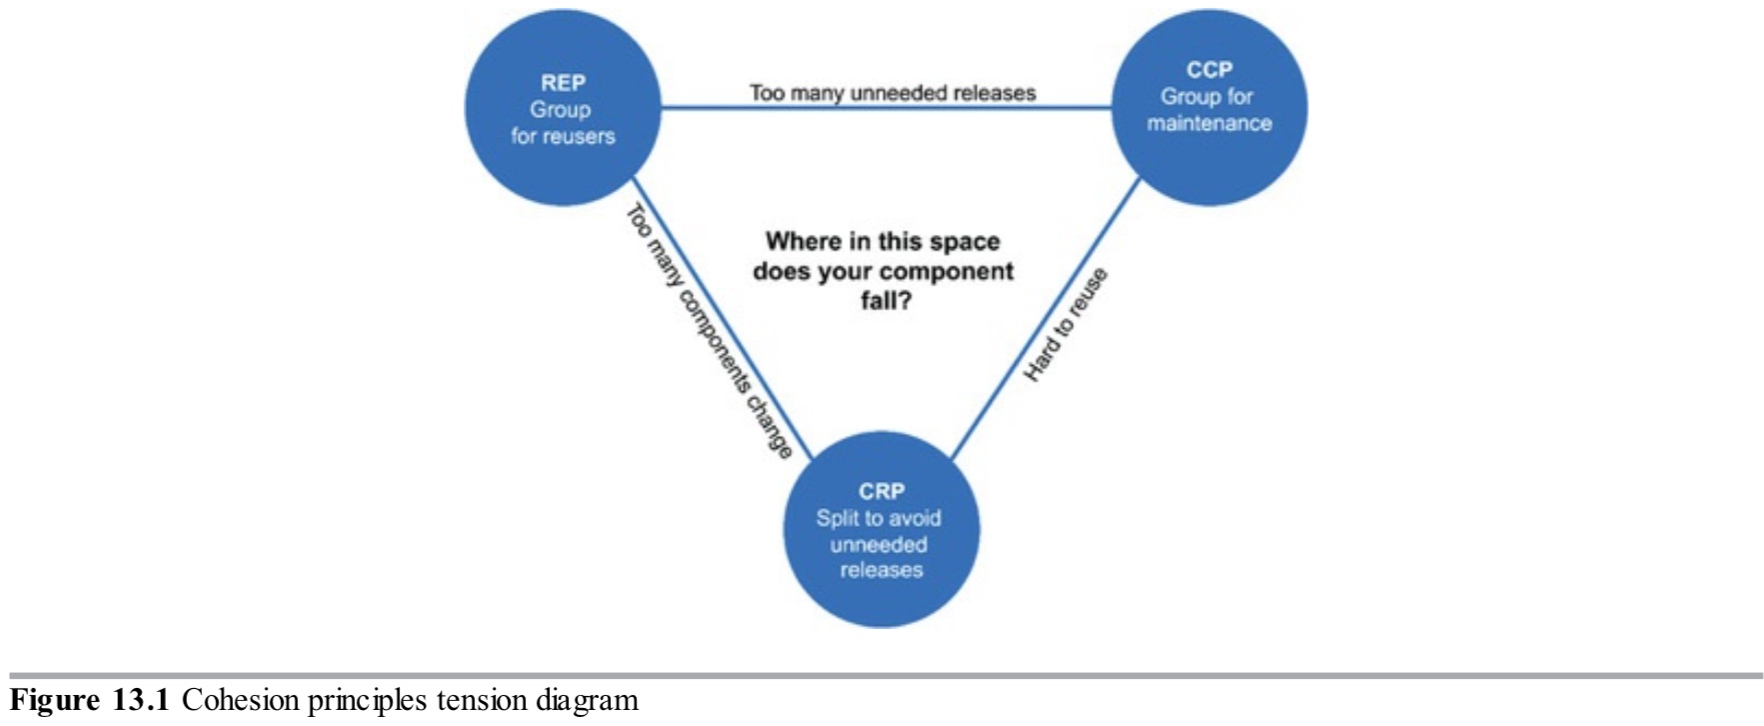 REP
Group
for reusers
Too many unneeded releases
CCP
Group for
maintenance
Too many components change
Where in this space
does your component
fall?
Hard to reuse
CRP
Split to avoid
unneeded
releases
Figure 13.1 Cohesion principles tension diagram